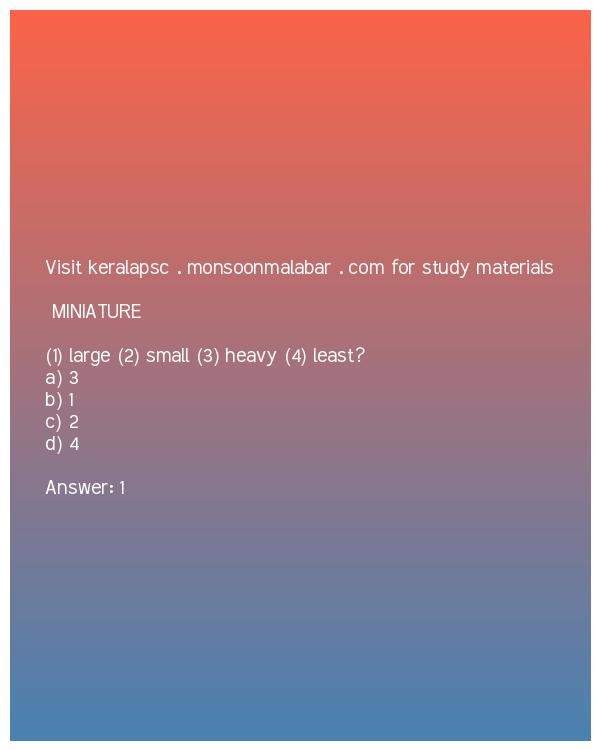 Visit keralapsc . monsoonmalabar . com for study materials
MINIATURE
(1) large (2) small (3) heavy (4) least?
a) 3
b) 1
c) 2
d) 4
Answer: 1